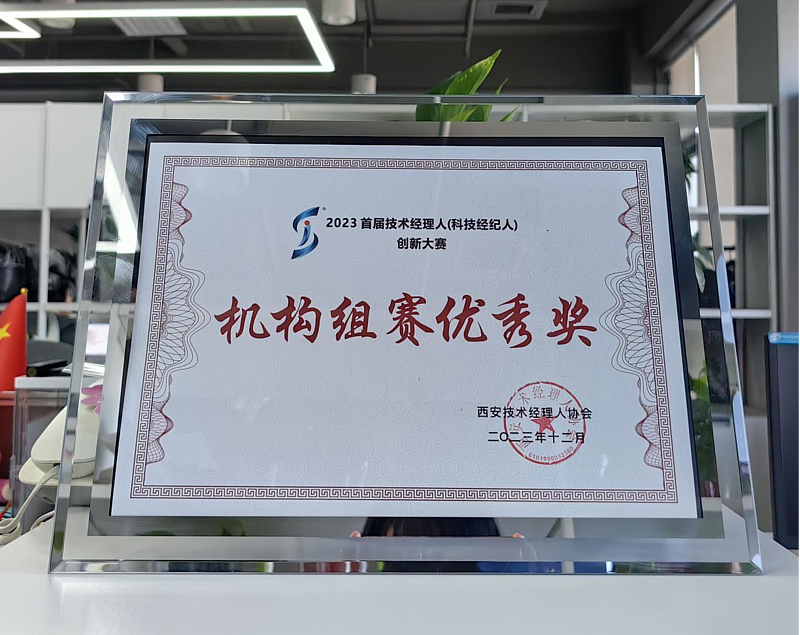 2023 首届技术经理人(科技经纪人)
创新大赛
机构组赛优秀奖
西安技术经理人协会
二〇二三年十二月